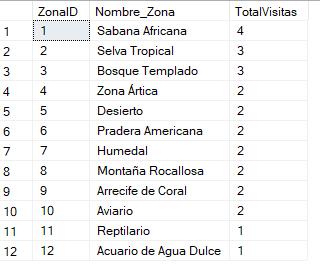 ZonaID Nombre_Zona TotalVisitas
1 1 Sabana Africana 4
2 2 Selva Tropical 3
3 3 Bosque Templado 3
4 4 Zona Ártica 2
5 5 Desierto 2
6 6 Pradera Americana 2
7 7 Humedal 2
8 8 Montaña Rocallosa 2
9 9 Arrecife de Coral 2
10 10 Aviario 2
11 11 Reptilario 1
12 12 Acuario de Agua Dulce 1